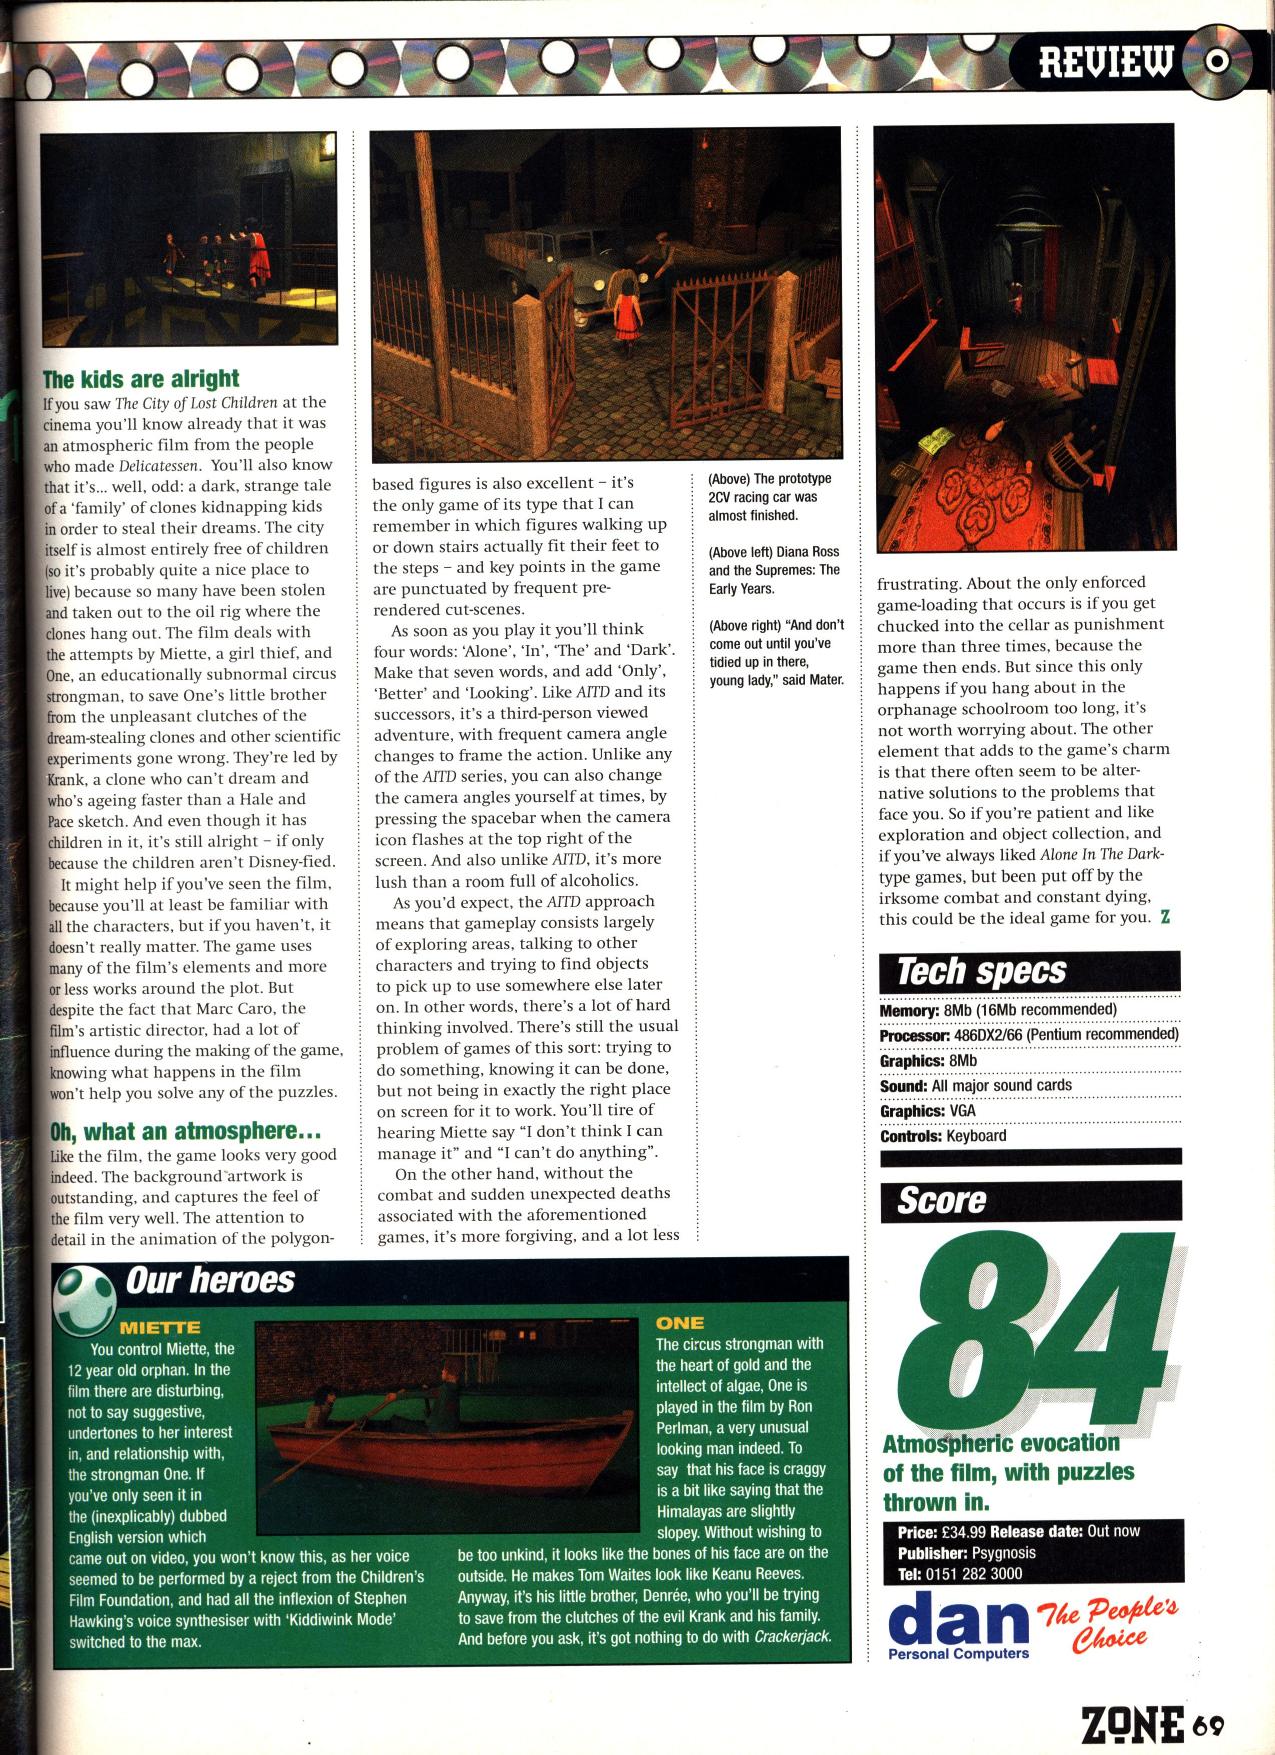 REVIEW
The kids are alright
If you saw The City of Lost Children at the
cinema you'll know already that it was
an atmospheric film from the people
who made Delicatessen. You'll also know
that it's... well, odd: a dark, strange tale
of a 'family' of clones kidnapping kids
in order to steal their dreams. The city
itself is almost entirely free of children
(so it's probably quite a nice place to
live) because so many have been stolen
and taken out to the oil rig where the
clones hang out. The film deals with
the attempts by Miette, a girl thief, and
One, an educationally subnormal circus
strongman, to save One's little brother
from the unpleasant clutches of the
dream-stealing clones and other scientific
experiments gone wrong. They're led by
Krank, a clone who can't dream and
who's ageing faster than a Hale and
Pace sketch. And even though it has
children in it, it's still alright – if only
because the children aren't Disney-fied.
It might help if you've seen the film,
because you'll at least be familiar with
all the characters, but if you haven't, it
doesn't really matter. The game uses
many of the film's elements and more
or less works around the plot. But
despite the fact that Marc Caro, the
film's artistic director, had a lot of
influence during the making of the game,
knowing what happens in the film
won't help you solve any of the puzzles.
Oh, what an atmosphere...
Like the film, the game looks very good
indeed. The background artwork is
outstanding, and captures the feel of
the film very well. The attention to
detail in the animation of the polygon-
based figures is also excellent – it's
the only game of its type that I can
remember in which figures walking up
or down stairs actually fit their feet to
the steps – and key points in the game
are punctuated by frequent pre-
rendered cut-scenes.
As soon as you play it you'll think
four words: 'Alone', 'In', 'The' and 'Dark'.
Make that seven words, and add 'Only',
'Better' and 'Looking'. Like AITD and its
successors, it's a third-person viewed
adventure, with frequent camera angle
changes to frame the action. Unlike any
of the AITD series, you can also change
the camera angles yourself at times, by
pressing the spacebar when the camera
icon flashes at the top right of the
screen. And also unlike AITD, it's more
lush than a room full of alcoholics.
As you'd expect, the AITD approach
means that gameplay consists largely
of exploring areas, talking to other
characters and trying to find objects
to pick up to use somewhere else later
on. In other words, there's a lot of hard
thinking involved. There's still the usual
problem of games of this sort: trying to
do something, knowing it can be done,
but not being in exactly the right place
on screen for it to work. You'll tire of
hearing Miette say "I don't think I can
manage it" and "I can't do anything".
On the other hand, without the
combat and sudden unexpected deaths
associated with the aforementioned
games, it's more forgiving, and a lot less
(Above) The prototype
2CV racing car was
almost finished.
(Above left) Diana Ross
and the Supremes: The
Early Years.
(Above right) "And don't
come out until you've
tidied up in there,
young lady," said Mater.
frustrating. About the only enforced
game-loading that occurs is if you get
chucked into the cellar as punishment
more than three times, because the
game then ends. But since this only
happens if you hang about in the
orphanage schoolroom too long, it's
not worth worrying about. The other
element that adds to the game's charm
is that there often seem to be alter-
native solutions to the problems that
face you. So if you're patient and like
exploration and object collection, and
if you've always liked Alone In The Dark-
type games, but been put off by the
irksome combat and constant dying,
this could be the ideal game for you. Z
Tech specs
Memory: 8Mb (16Mb recommended)
Processor: 486DX2/66 (Pentium recommended)
Graphics: 8Mb
Sound: All major sound cards
Graphics: VGA
Controls: Keyboard
Score
84
Atmospheric evocation
of the film, with puzzles
thrown in.
Price: £34.99 Release date: Out now
Publisher: Psygnosis
Tel: 0151 282 3000
dan
Personal Computers
The People's
Choice
Our heroes
MIETTE
You control Miette, the
12 year old orphan. In the
film there are disturbing,
not to say suggestive,
undertones to her interest
in, and relationship with,
the strongman One. If
you've only seen it in
the (inexplicably) dubbed
English version which
came out on video, you won't know this, as her voice
seemed to be performed by a reject from the Children's
Film Foundation, and had all the inflexion of Stephen
Hawking's voice synthesiser with 'Kiddiwink Mode'
switched to the max.
ONE
The circus strongman with
the heart of gold and the
intellect of algae, One is
played in the film by Ron
Perlman, a very unusual
looking man indeed. To
say that his face is craggy
is a bit like saying that the
Himalayas are slightly
slopey. Without wishing to
be too unkind, it looks like the bones of his face are on the
outside. He makes Tom Waites look like Keanu Reeves.
Anyway, it's his little brother, Denrée, who you'll be trying
to save from the clutches of the evil Krank and his family.
And before you ask, it's got nothing to do with Crackerjack.
ZONE 69